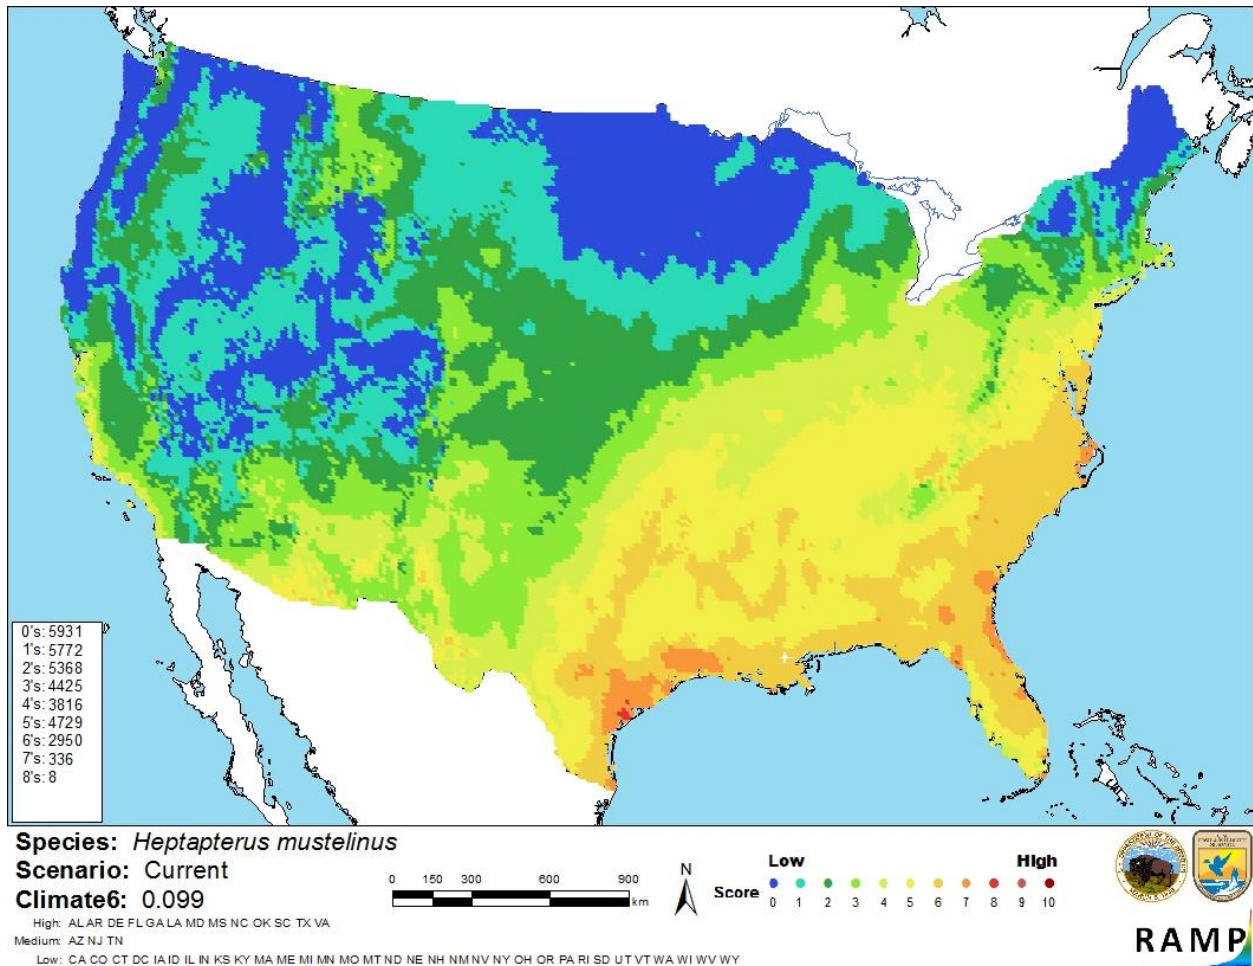 0's: 5931
1's: 5772
2's: 5368
3's: 4425
4's: 3816
5's: 4729
6's: 2950
7's: 336
8's: 8
Species: Heptapterus mustelinus
Scenario: Current
Climate6: 0.099
High: AL AR DE FL GA LA MD MS NC OK SC TX VA
Medium: AZ NJ TN
Low: CA CO CT DC IA ID IL IN KS KY MA ME MI MN MO MT ND NE NH NM NV NY OH OR PA RI SD UT VT WA WI WV WY
0 150 300 600 900
km
N
Low High
Score
0 1 2 3 4 5 6 7 8 9 10
RAMP